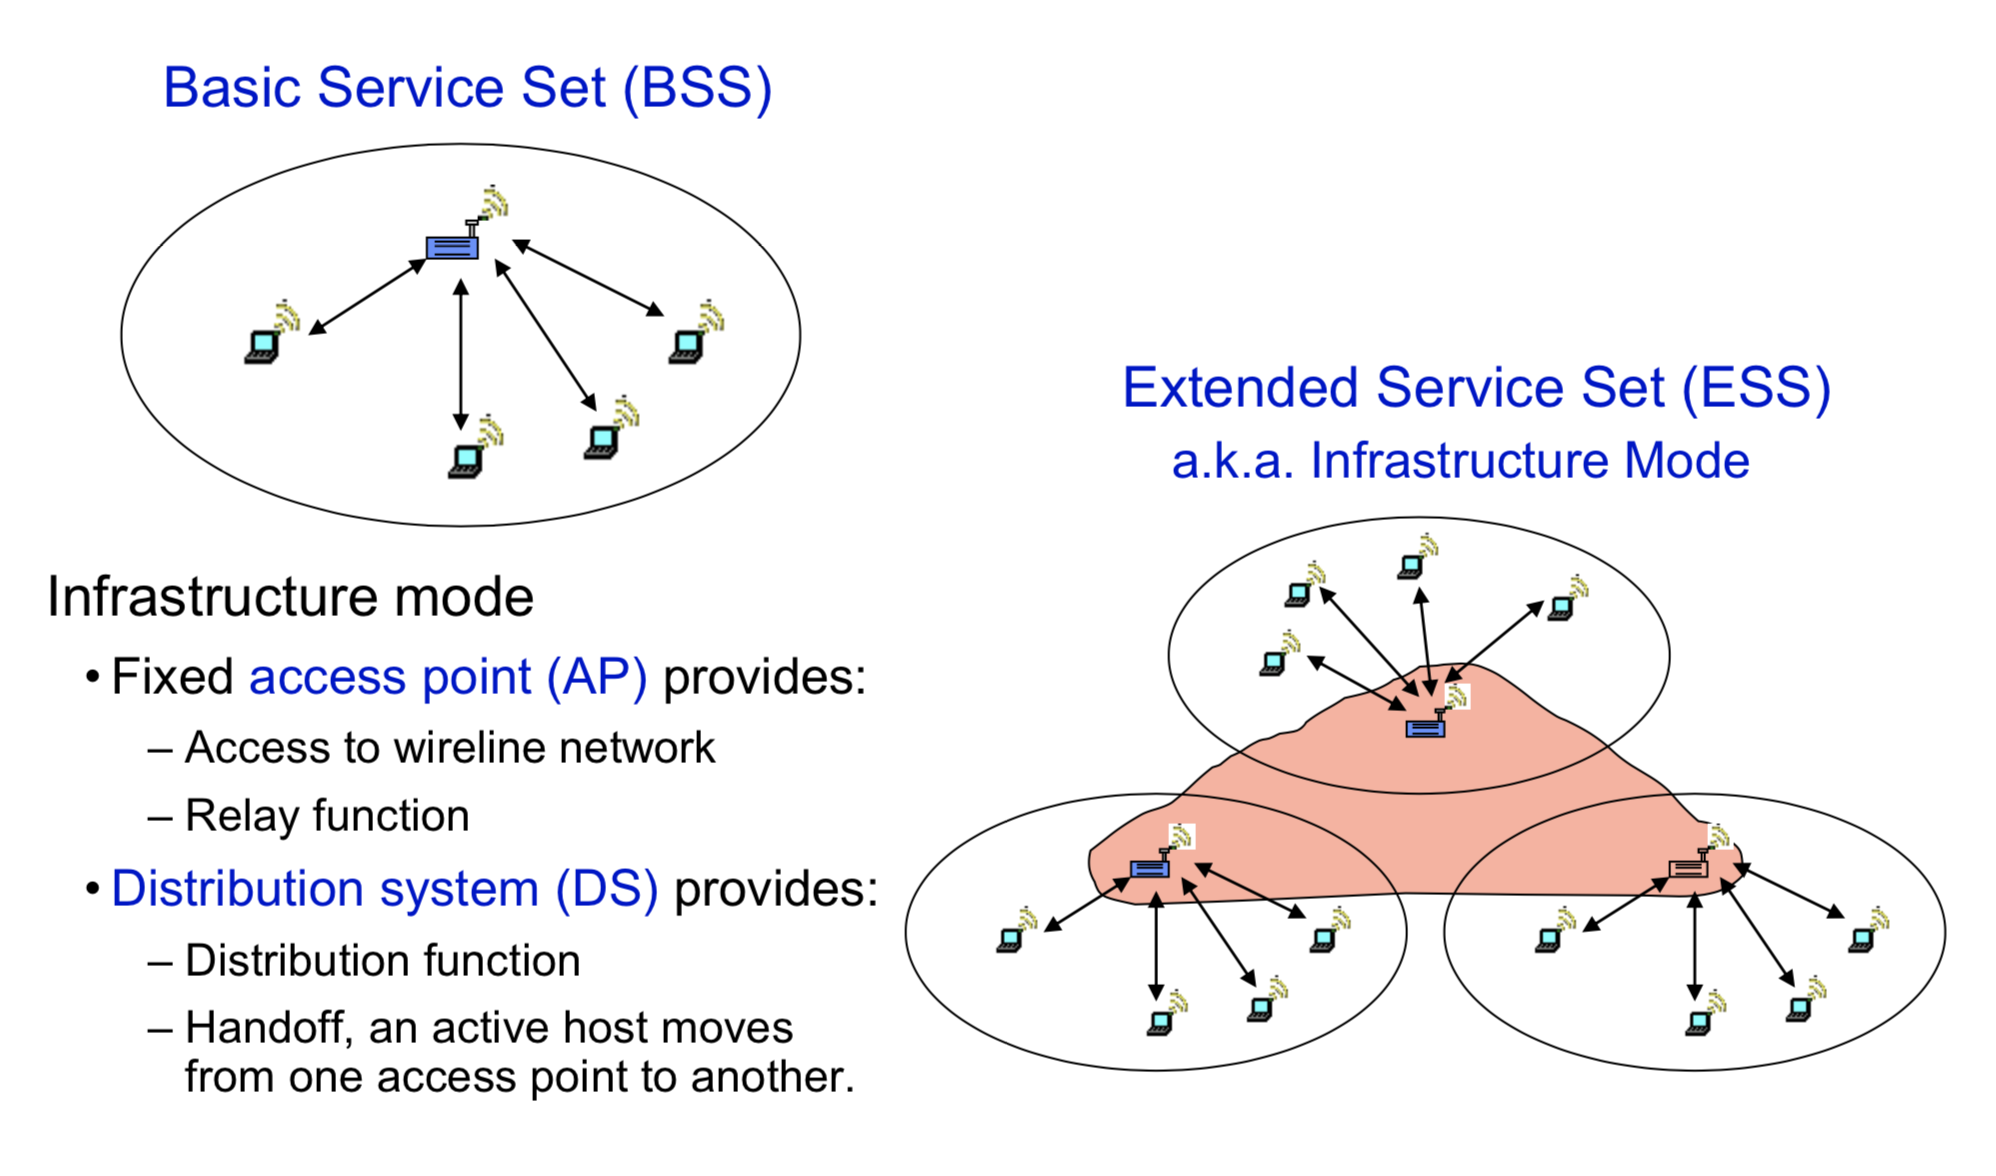 Basic Service Set (BSS)
Extended Service Set (ESS)
a.k.a. Infrastructure Mode
Infrastructure mode
• Fixed access point (AP) provides:
– Access to wireline network
– Relay function
• Distribution system (DS) provides:
– Distribution function
– Handoff, an active host moves
from one access point to another.